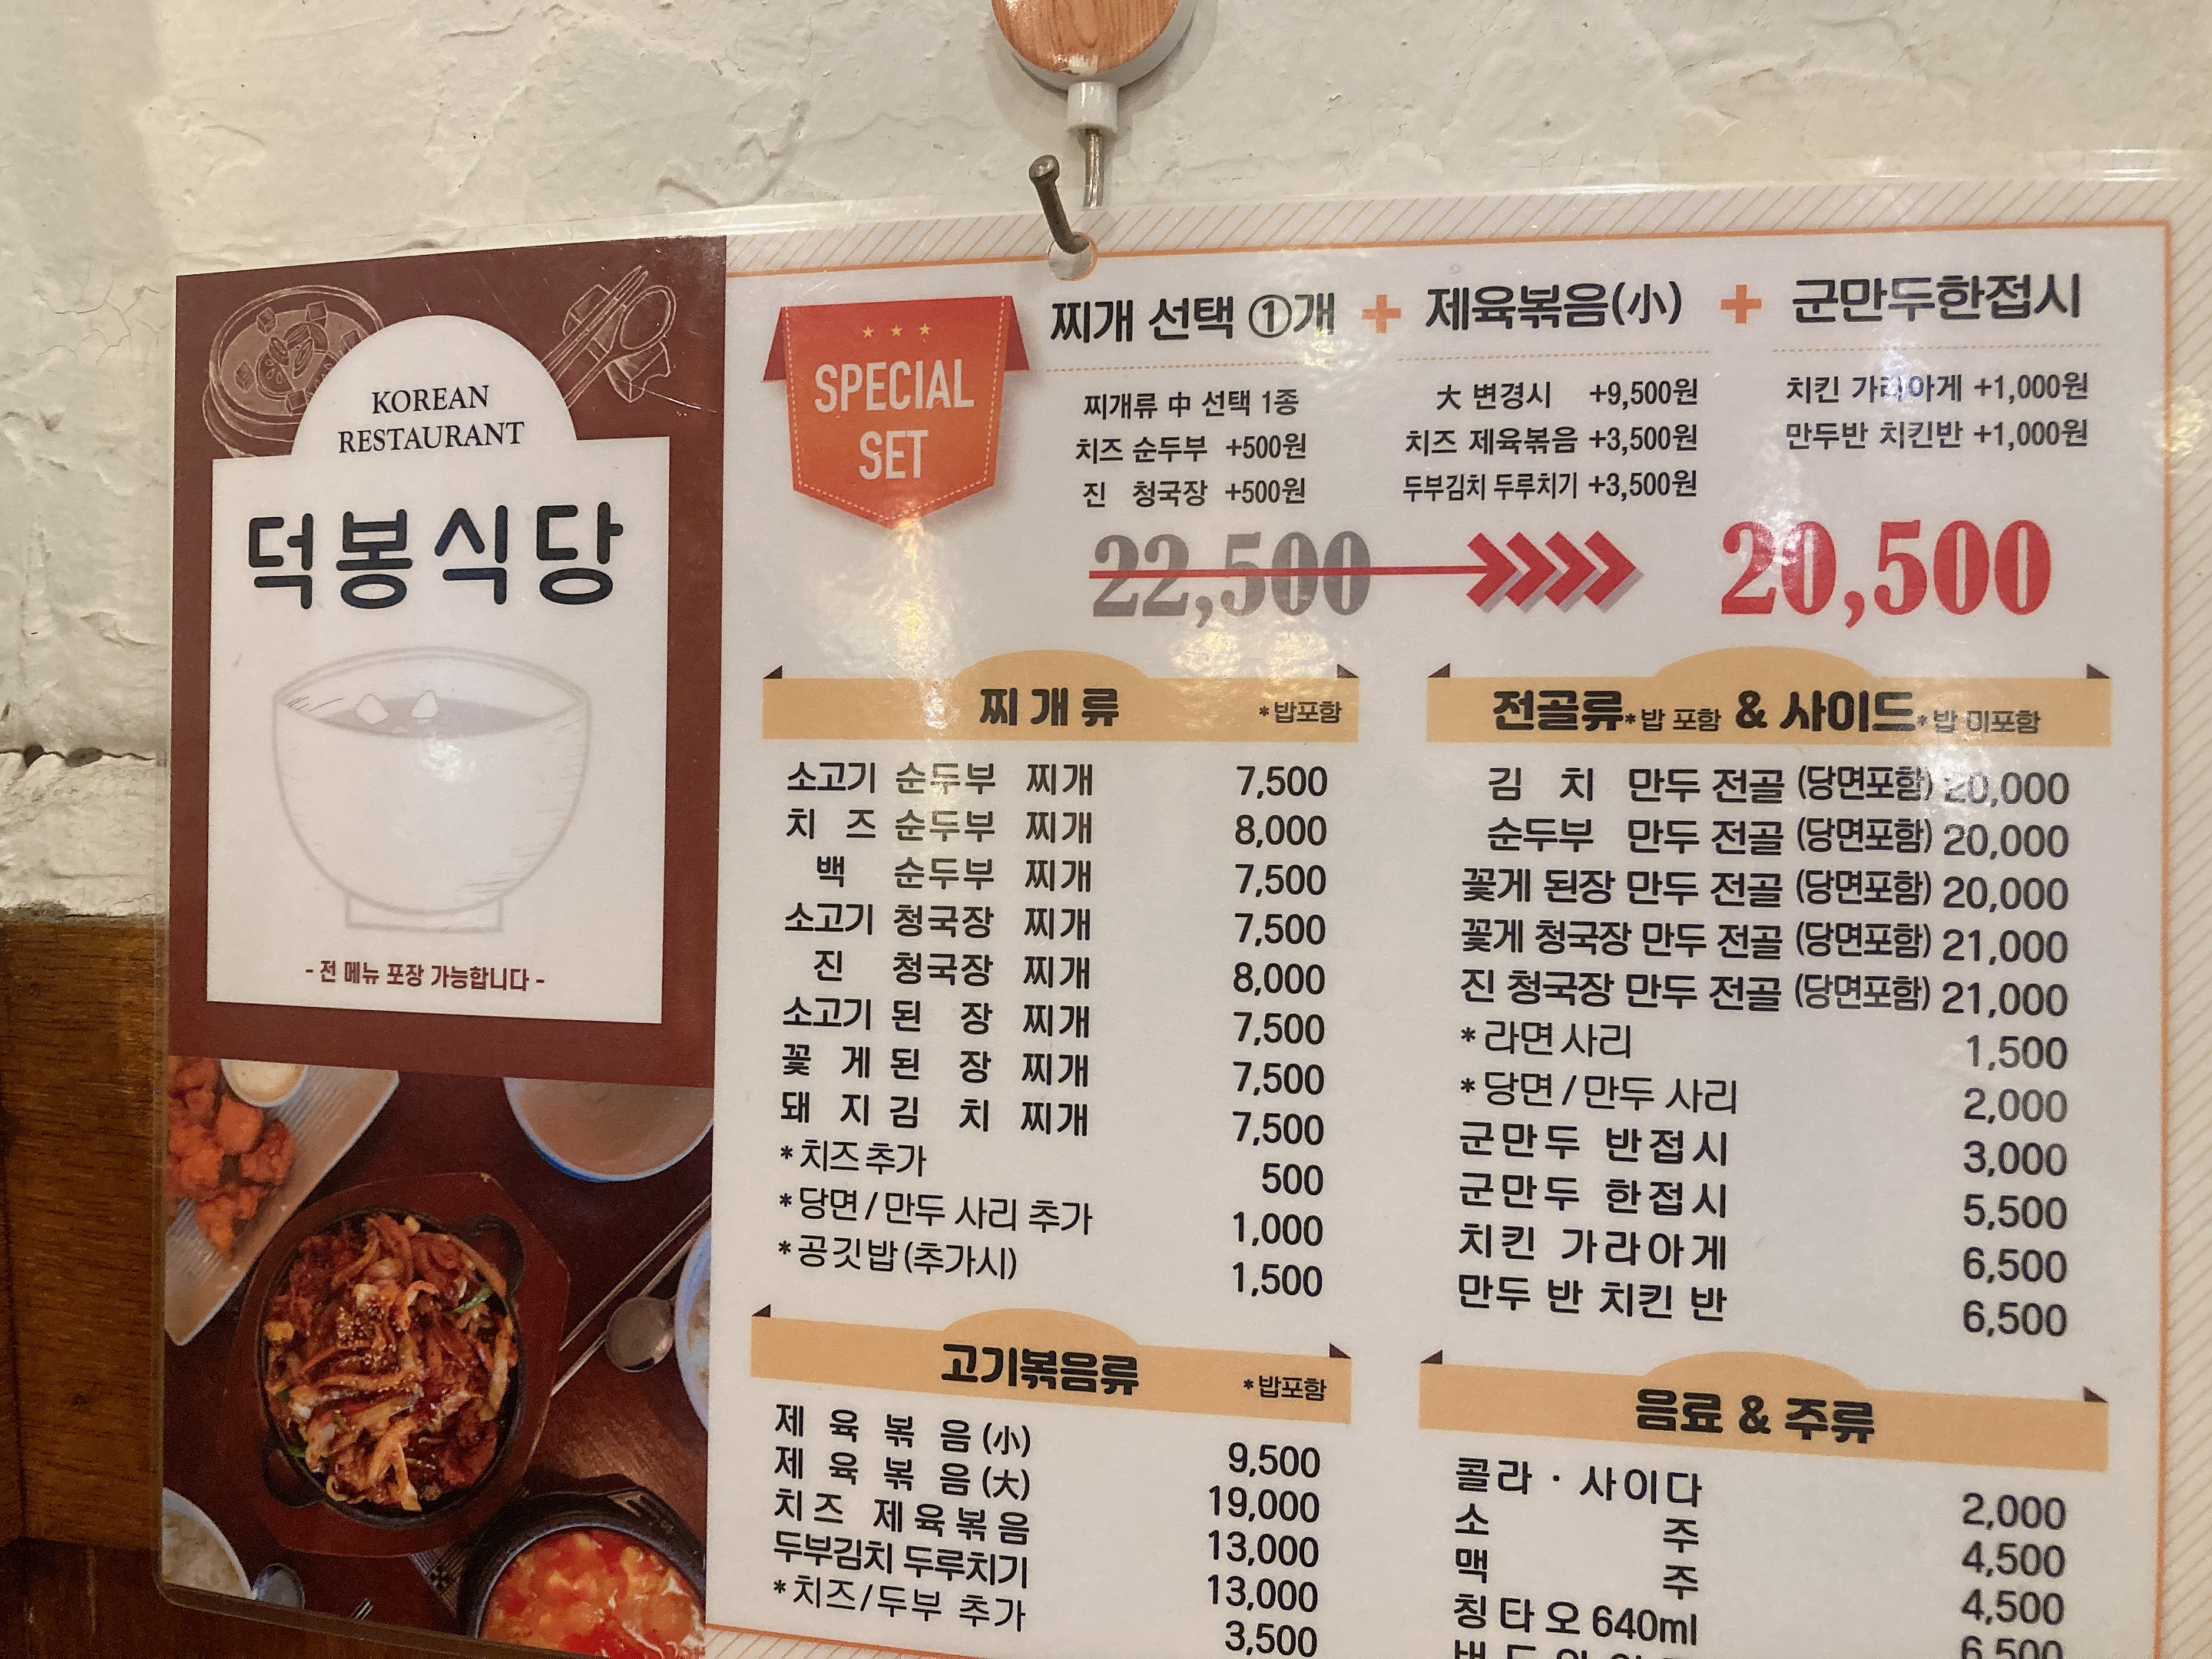 KOREAN
RESTAURANT
덕봉식당
- 전 메뉴 포장 가능합니다 -
SPECIAL
SET
찌개 선택 ①개 + 제육볶음(小) + 군만두한접시
찌개류 中 선택 1종
치즈 순두부 +500원
진 청국장 +500원
大 변경시 +9,500원
치즈 제육볶음 +3,500원
두부김치 두루치기 +3,500원
치킨 가라아게 +1,000원
만두반 치킨반 +1,000원
22,500 20,500
찌개류 *밥포함
소고기 순두부 찌개 7,500
치즈 순두부 찌개 8,000
백 순두부 찌개 7,500
소고기 청국장 찌개 7,500
진 청국장 찌개 8,000
소고기 된장 찌개 7,500
꽃게 된장 찌개 7,500
돼지 김치 찌개 7,500
*치즈 추가 500
*당면/만두 사리 추가 1,000
*공깃밥(추가시) 1,500
고기볶음류 *밥포함
제육볶음(小) 9,500
제육볶음(大) 19,000
치즈 제육볶음 13,000
두부김치 두루치기 13,000
*치즈/두부 추가 3,500
전골류*밥 포함 & 사이드*밥 미포함
김치 만두 전골 (당면포함) 20,000
순두부 만두 전골 (당면포함) 20,000
꽃게 된장 만두 전골 (당면포함) 20,000
꽃게 청국장 만두 전골 (당면포함) 21,000
진 청국장 만두 전골 (당면포함) 21,000
*라면사리 1,500
*당면/만두 사리 2,000
군만두 반접시 3,000
군만두 한접시 5,500
치킨 가라아게 6,500
만두 반 치킨 반 6,500
음료 & 주류
콜라 · 사이다 2,000
소주 4,500
맥주 4,500
칭타오 640ml 6,500